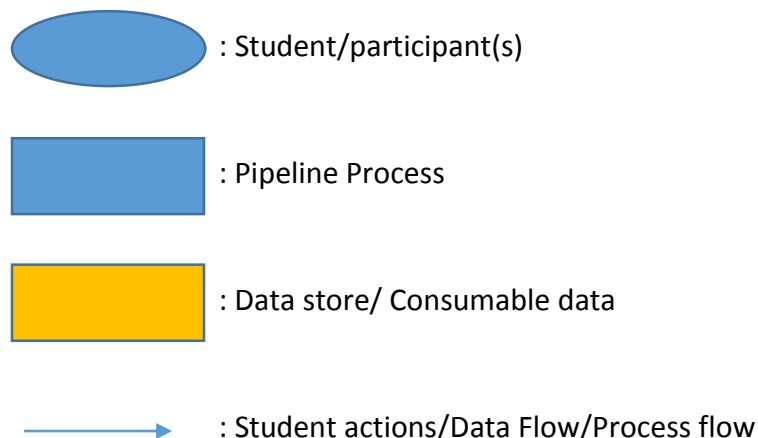 : Student/participant(s)
: Pipeline Process
: Data store/ Consumable data
: Student actions/Data Flow/Process flow